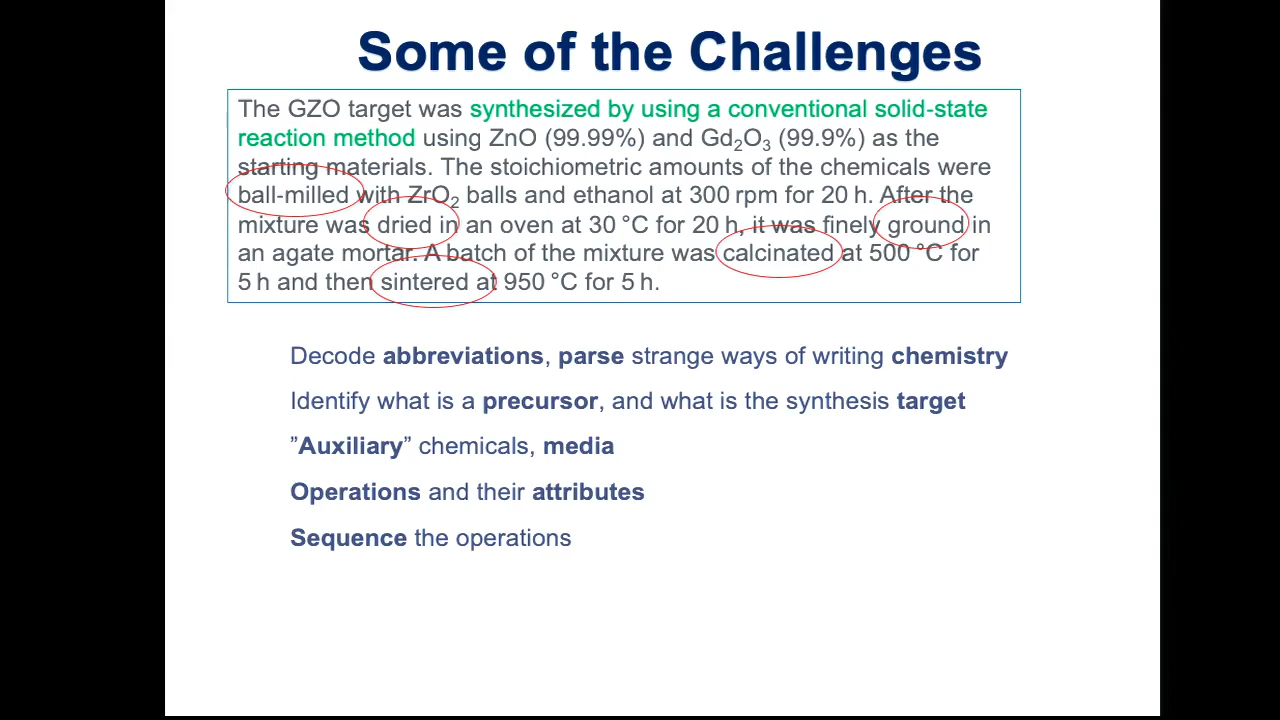 Some of the Challenges
The GZO target was synthesized by using a conventional solid-state
reaction method using ZnO (99.99%) and Gd₂O₃ (99.9%) as the
starting materials. The stoichiometric amounts of the chemicals were
ball-milled with ZrO₂ balls and ethanol at 300 rpm for 20 h. After the
mixture was dried in an oven at 30 °C for 20 h, it was finely ground in
an agate mortar. A batch of the mixture was calcinated at 500 °C for
5 h and then sintered at 950 °C for 5 h.
Decode abbreviations, parse strange ways of writing chemistry
Identify what is a precursor, and what is the synthesis target
”Auxiliary” chemicals, media
Operations and their attributes
Sequence the operations